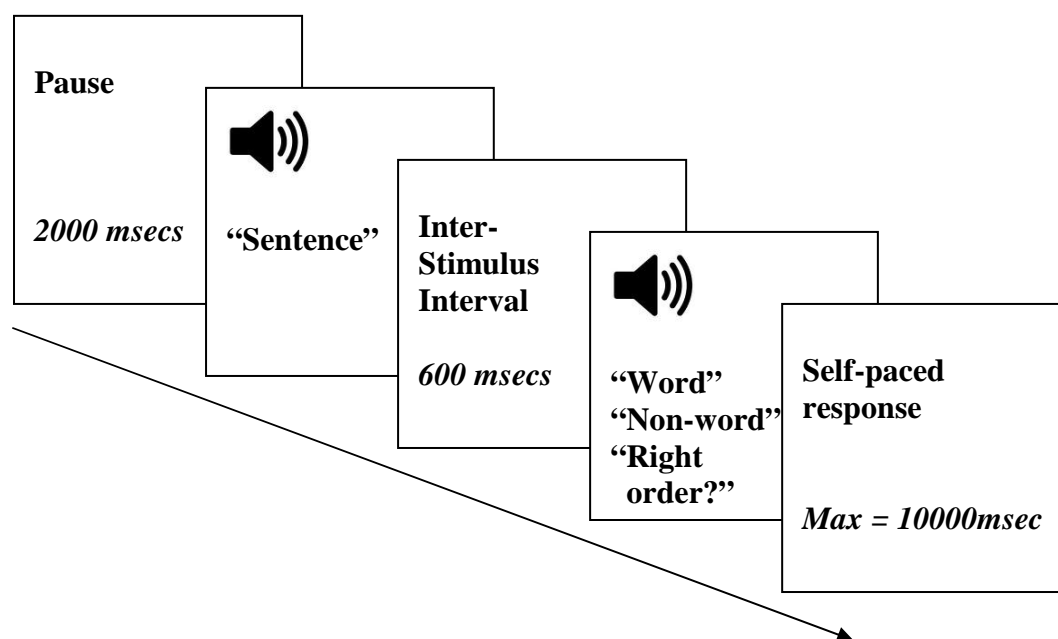 Pause
2000 msecs
“Sentence”
Inter-
Stimulus
Interval
600 msecs
“Word”
“Non-word”
“Right
order?”
Self-paced
response
Max = 10000msec